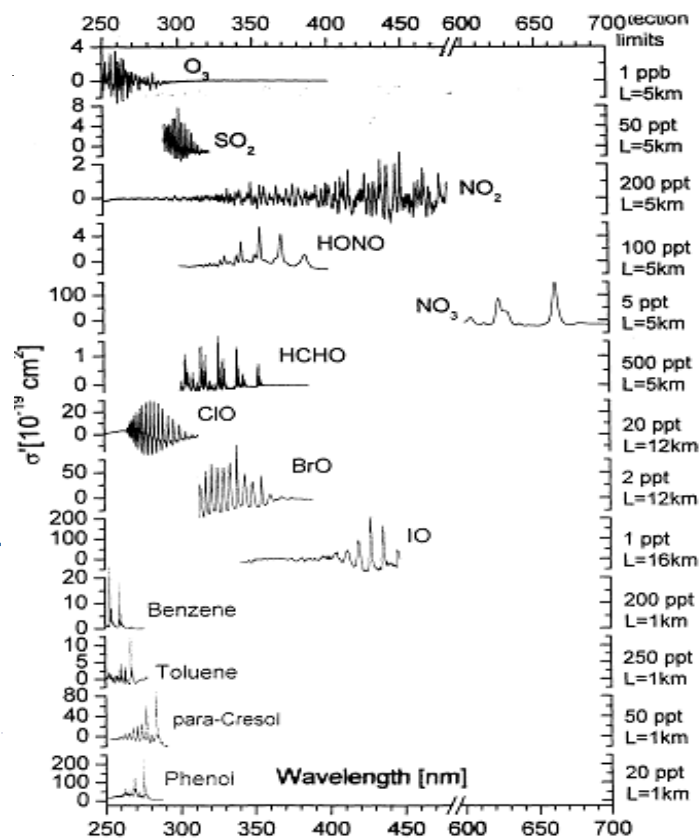 250 300 350 400 450 600 650 700 tection
limits
4
0
O3
1 ppb
L=5km
8
4
0
SO2
50 ppt
L=5km
2
0
NO2
200 ppt
L=5km
4
0
HONO
100 ppt
L=5km
100
0
NO3
5 ppt
L=5km
1
0
HCHO
500 ppt
L=5km
σ'[10⁻¹⁹ cm²]
20
0
ClO
20 ppt
L=12km
50
0
BrO
2 ppt
L=12km
200
100
0
IO
1 ppt
L=16km
20
10
0
Benzene
200 ppt
L=1km
10
5
0
Toluene
250 ppt
L=1km
80
40
0
para-Cresol
50 ppt
L=1km
200
100
0
Phenol
20 ppt
L=1km
Wavelength [nm]
250 300 350 400 450 600 650 700